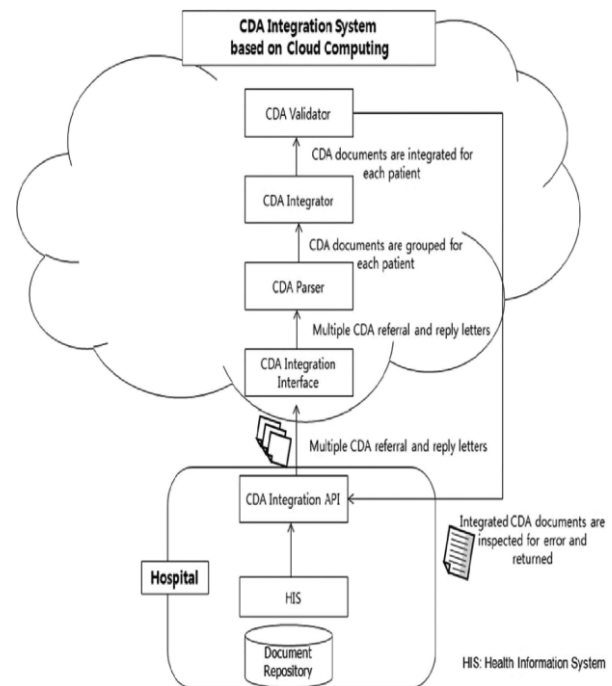 CDA Integration System
based on Cloud Computing
CDA Validator
CDA documents are integrated for
each patient
CDA Integrator
CDA documents are grouped for
each patient
CDA Parser
Multiple CDA referral and reply letters
CDA Integration
Interface
Multiple CDA referral and reply letters
CDA Integration API
Integrated CDA documents are
inspected for error and
returned
Hospital
HIS
Document
Repository
HIS: Health Information System